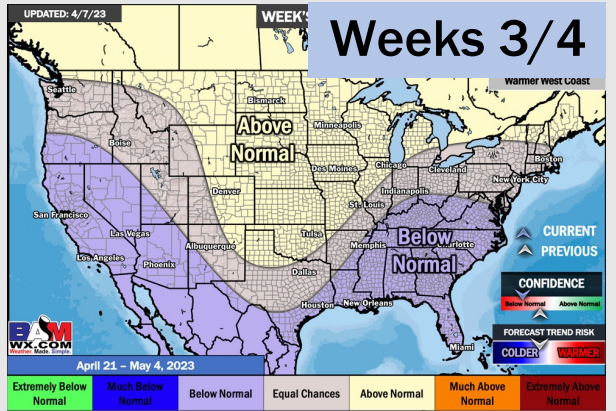 UPDATED: 4/7/23
WEEK'S
Weeks 3/4
Warmer West Coast
Seattle
Bismarck
Above
Normal
Minneapolis
Boise
Boston
Des Moines
Chicago
Cleveland
New York City
Denver
Indianapolis
St. Louis
San Francisco
Las Vegas
Tulsa
Below
Normal
Charlotte
CURRENT
PREVIOUS
Albuquerque
Memphis
Los Angeles
Phoenix
Dallas
CONFIDENCE
Below Normal
Above Normal
Houston
New Orleans
BAM
WX.COM
Weather. Made. Simple.
FORECAST TREND RISK
COLDER
WARMER
Miami
April 21 – May 4, 2023
Extremely Below Normal
Much Below Normal
Below Normal
Equal Chances
Above Normal
Much Above Normal
Extremely Above Normal